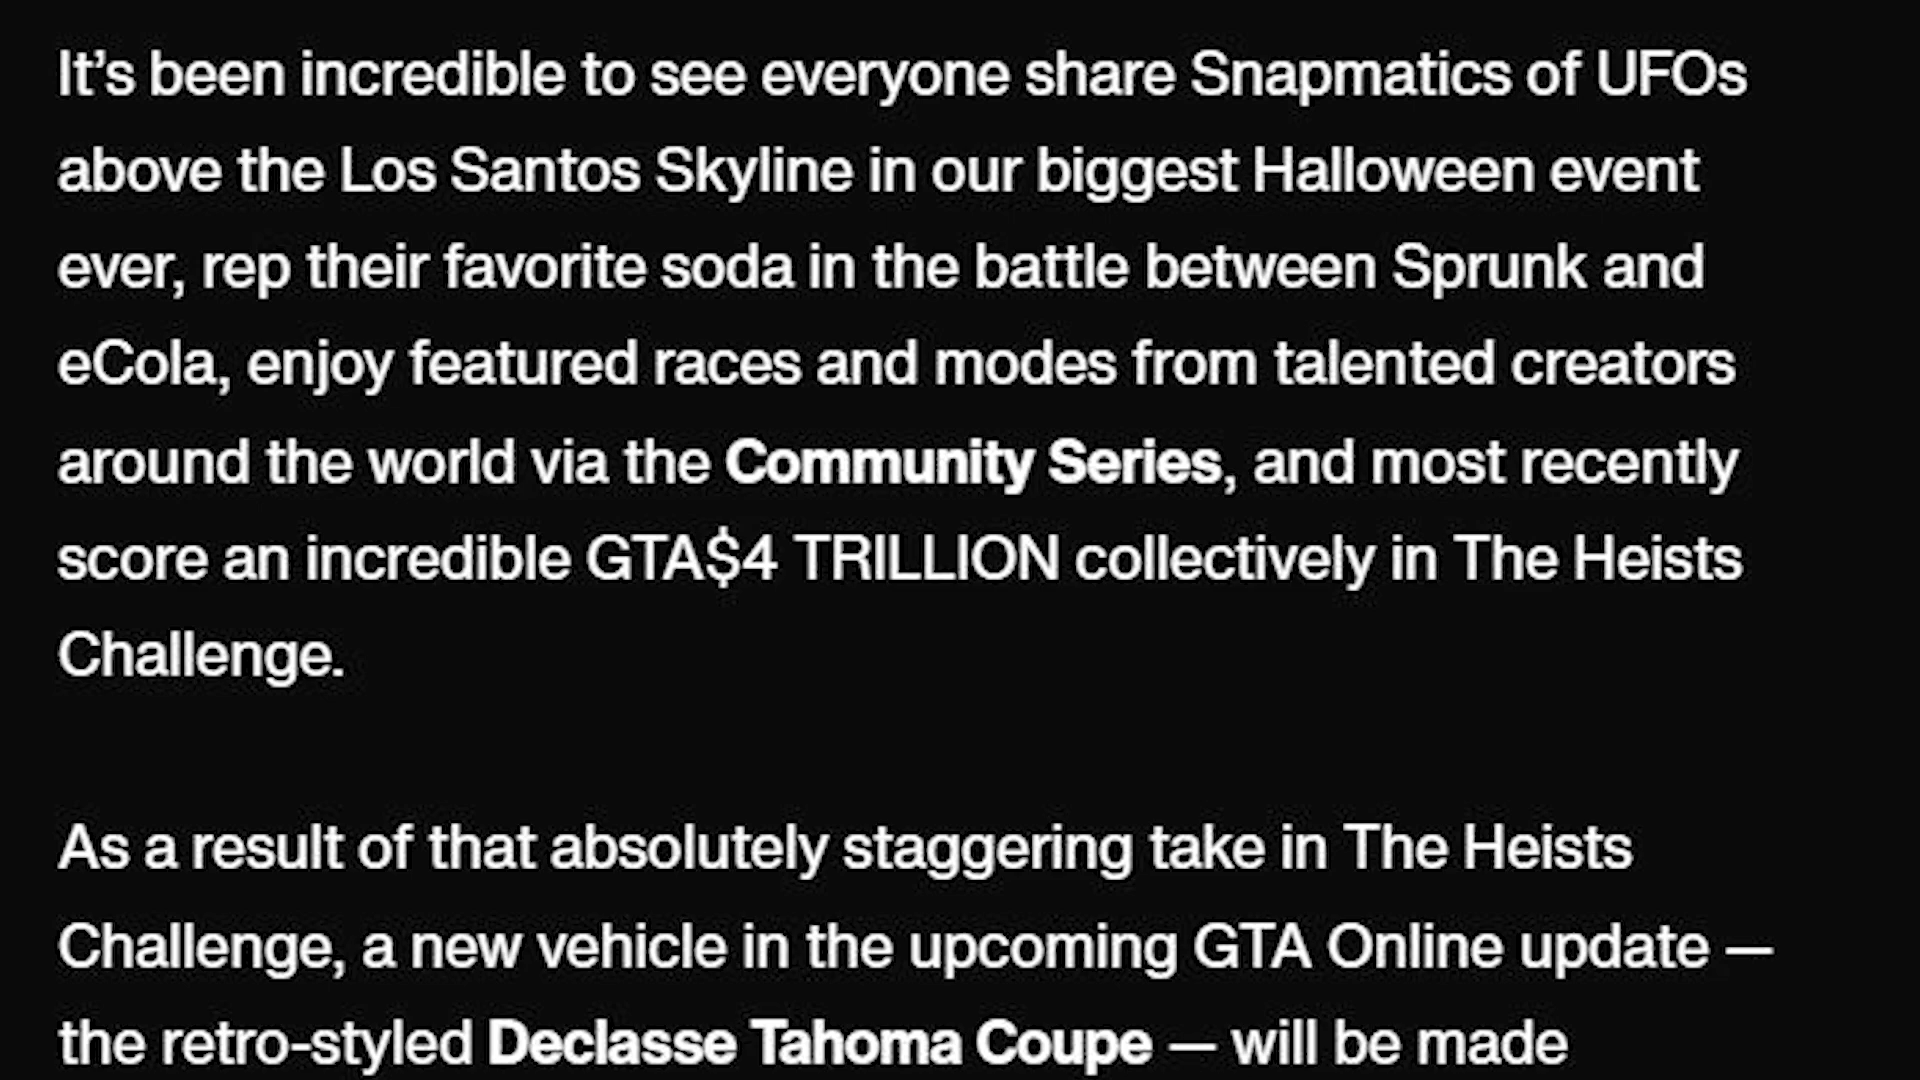 It’s been incredible to see everyone share Snapmatics of UFOs
above the Los Santos Skyline in our biggest Halloween event
ever, rep their favorite soda in the battle between Sprunk and
eCola, enjoy featured races and modes from talented creators
around the world via the Community Series, and most recently
score an incredible GTA$4 TRILLION collectively in The Heists
Challenge.
As a result of that absolutely staggering take in The Heists
Challenge, a new vehicle in the upcoming GTA Online update —
the retro-styled Declasse Tahoma Coupe — will be made